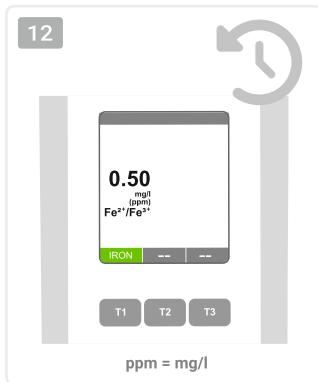 12
0.50
mg/l
(ppm)
Fe²⁺/Fe³⁺
IRON -- --
T1 T2 T3
ppm = mg/l